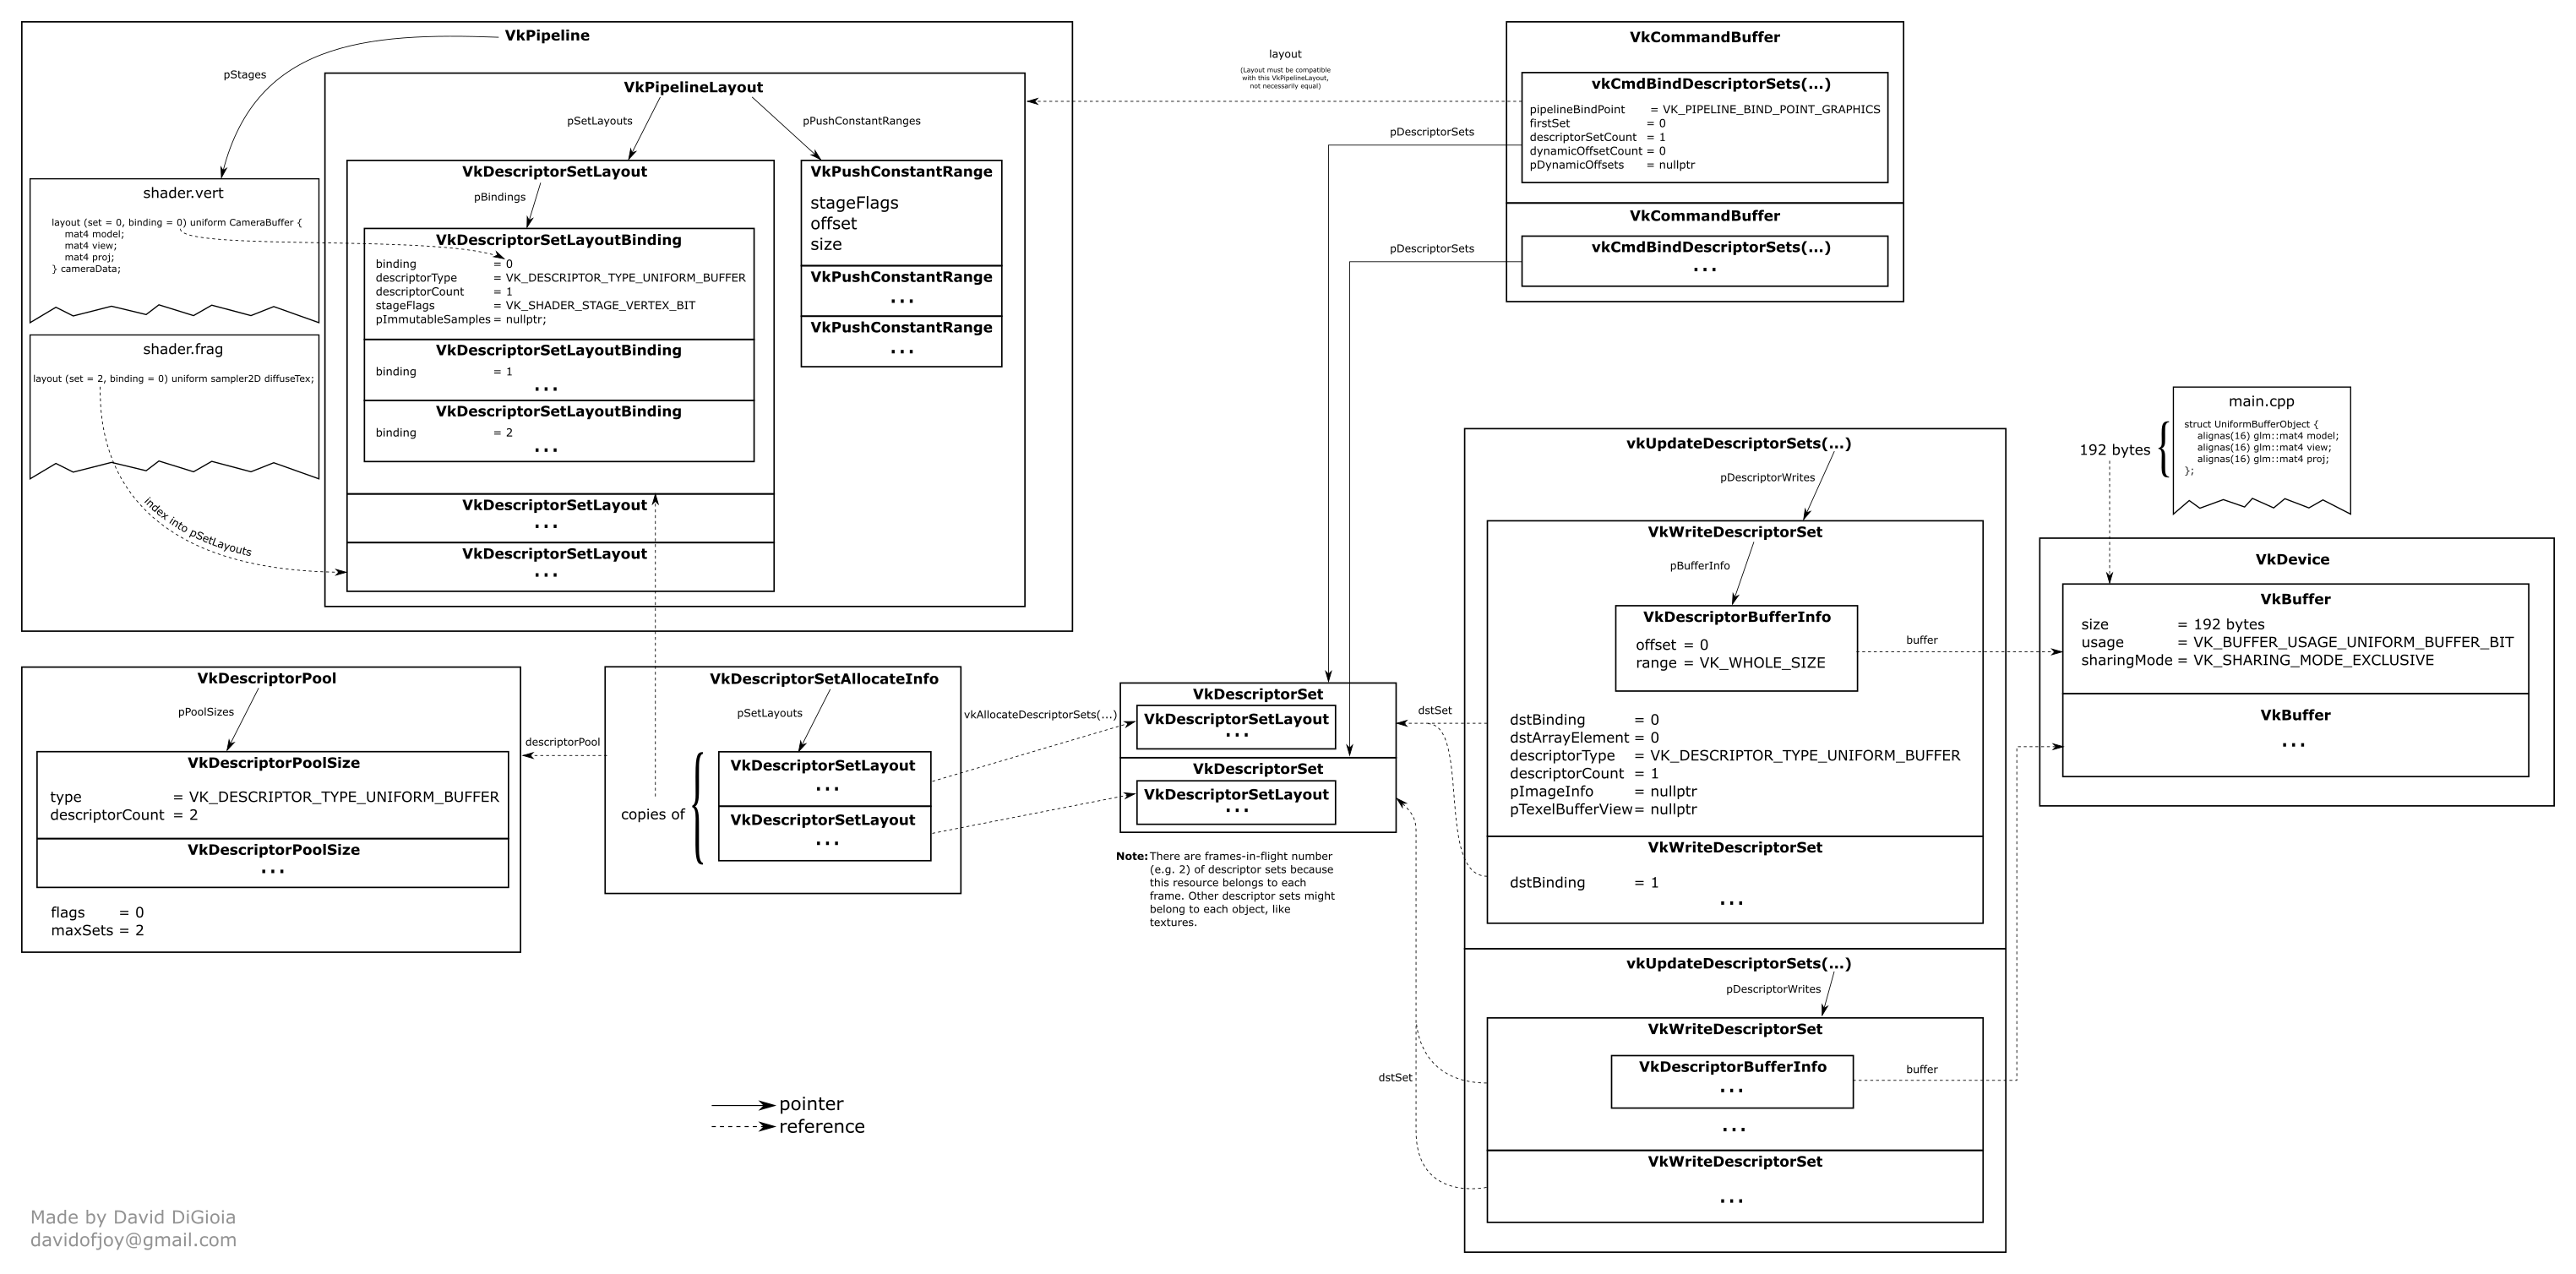 VkPipeline
pStages
VkPipelineLayout
pSetLayouts
pPushConstantRanges
shader.vert
layout (set = 0, binding = 0) uniform CameraBuffer {
mat4 model;
mat4 view;
mat4 proj;
} cameraData;
shader.frag
layout (set = 2, binding = 0) uniform sampler2D diffuseTex;
index into pSetLayouts
VkDescriptorSetLayout
pBindings
VkDescriptorSetLayoutBinding
binding = 0
descriptorType = VK_DESCRIPTOR_TYPE_UNIFORM_BUFFER
descriptorCount = 1
stageFlags = VK_SHADER_STAGE_VERTEX_BIT
pImmutableSamples = nullptr;
VkDescriptorSetLayoutBinding
binding = 1
...
VkDescriptorSetLayoutBinding
binding = 2
...
VkDescriptorSetLayout
...
VkDescriptorSetLayout
...
VkPushConstantRange
stageFlags
offset
size
VkPushConstantRange
...
VkPushConstantRange
...
layout
(Layout must be compatible
with this VkPipelineLayout,
not necessarily equal)
VkCommandBuffer
vkCmdBindDescriptorSets(...)
pipelineBindPoint = VK_PIPELINE_BIND_POINT_GRAPHICS
firstSet = 0
descriptorSetCount = 1
dynamicOffsetCount = 0
pDynamicOffsets = nullptr
pDescriptorSets
VkCommandBuffer
vkCmdBindDescriptorSets(...)
...
pDescriptorSets
VkDescriptorPool
pPoolSizes
VkDescriptorPoolSize
type = VK_DESCRIPTOR_TYPE_UNIFORM_BUFFER
descriptorCount = 2
VkDescriptorPoolSize
...
flags = 0
maxSets = 2
descriptorPool
VkDescriptorSetAllocateInfo
pSetLayouts
copies of
VkDescriptorSetLayout
...
VkDescriptorSetLayout
...
vkAllocateDescriptorSets(...)
VkDescriptorSet
VkDescriptorSetLayout
...
VkDescriptorSet
VkDescriptorSetLayout
...
Note: There are frames-in-flight number
(e.g. 2) of descriptor sets because
this resource belongs to each
frame. Other descriptor sets might
belong to each object, like
textures.
dstSet
dstSet
vkUpdateDescriptorSets(...)
pDescriptorWrites
VkWriteDescriptorSet
pBufferInfo
VkDescriptorBufferInfo
offset = 0
range = VK_WHOLE_SIZE
buffer
dstBinding = 0
dstArrayElement = 0
descriptorType = VK_DESCRIPTOR_TYPE_UNIFORM_BUFFER
descriptorCount = 1
pImageInfo = nullptr
pTexelBufferView = nullptr
VkWriteDescriptorSet
dstBinding = 1
...
vkUpdateDescriptorSets(...)
pDescriptorWrites
VkWriteDescriptorSet
VkDescriptorBufferInfo
...
buffer
...
VkWriteDescriptorSet
...
main.cpp
192 bytes
struct UniformBufferObject {
alignas(16) glm::mat4 model;
alignas(16) glm::mat4 view;
alignas(16) glm::mat4 proj;
};
VkDevice
VkBuffer
size = 192 bytes
usage = VK_BUFFER_USAGE_UNIFORM_BUFFER_BIT
sharingMode = VK_SHARING_MODE_EXCLUSIVE
VkBuffer
...
pointer
reference
Made by David DiGioia
davidofjoy@gmail.com